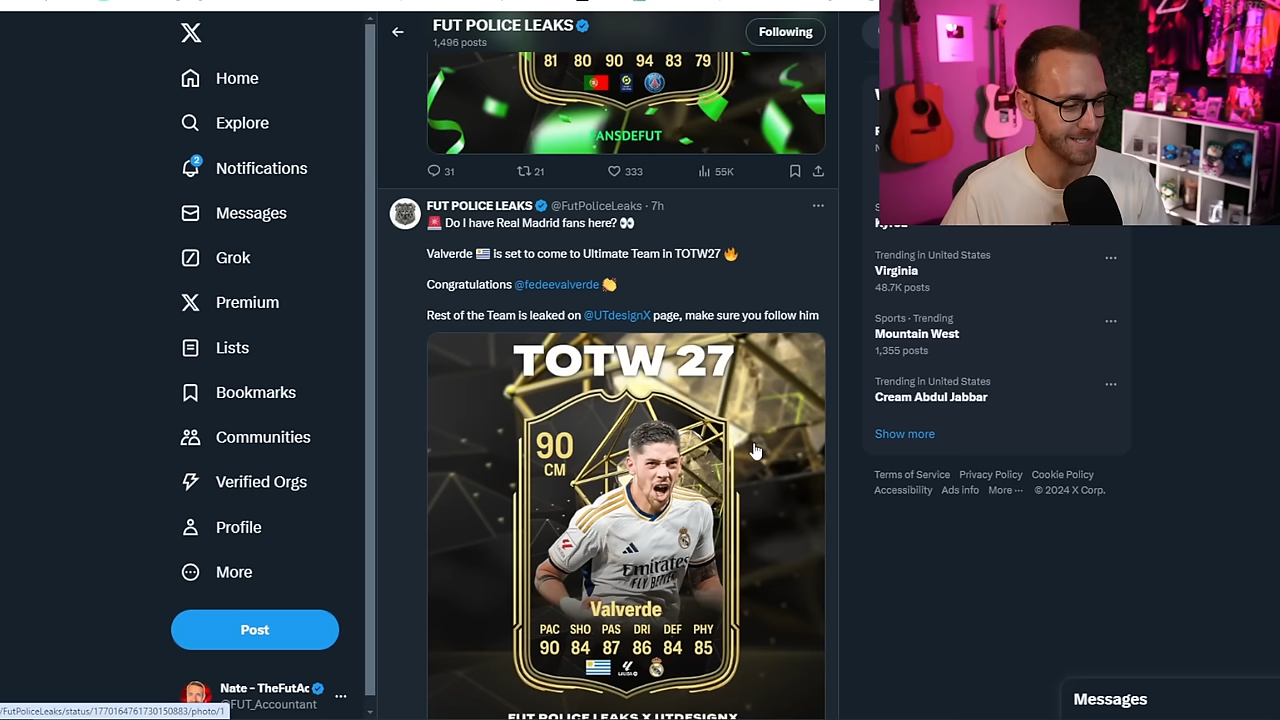 FUT POLICE LEAKS
1,496 posts
Following
Home
Explore
2
Notifications
Messages
Grok
Premium
Lists
Bookmarks
Communities
Verified Orgs
Profile
More
Post
Nate - TheFutAc
@FUT_Accountant
/FutPoliceLeaks/status/1770164761730150883/photo/1
81 80 90 94 83 79
FANSDEFUT
31
21
333
55K
FUT POLICE LEAKS @FutPoliceLeaks · 7h
🚨 Do I have Real Madrid fans here? 👀
Valverde 🇺🇾 is set to come to Ultimate Team in TOTW27 🔥
Congratulations @fedeevalverde 👏
Rest of the Team is leaked on @UTdesignX page, make sure you follow him
TOTW 27
90
CM
Emirates
FLY BETTER
Valverde
PAC SHO PAS DRI DEF PHY
90 84 87 86 84 85
LALIGA
FUT POLICE LEAKS X UTDESIGNX
Trending in United States
Virginia
48.7K posts
Sports · Trending
Mountain West
1,355 posts
Trending in United States
Cream Abdul Jabbar
Show more
Terms of Service Privacy Policy Cookie Policy
Accessibility Ads info More ··· © 2024 X Corp.
Messages